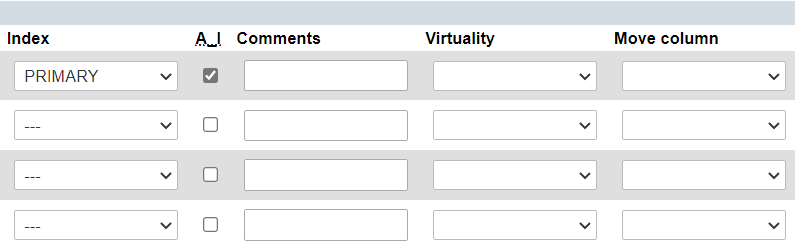 Index A_I Comments Virtuality Move column
PRIMARY
---
---
---